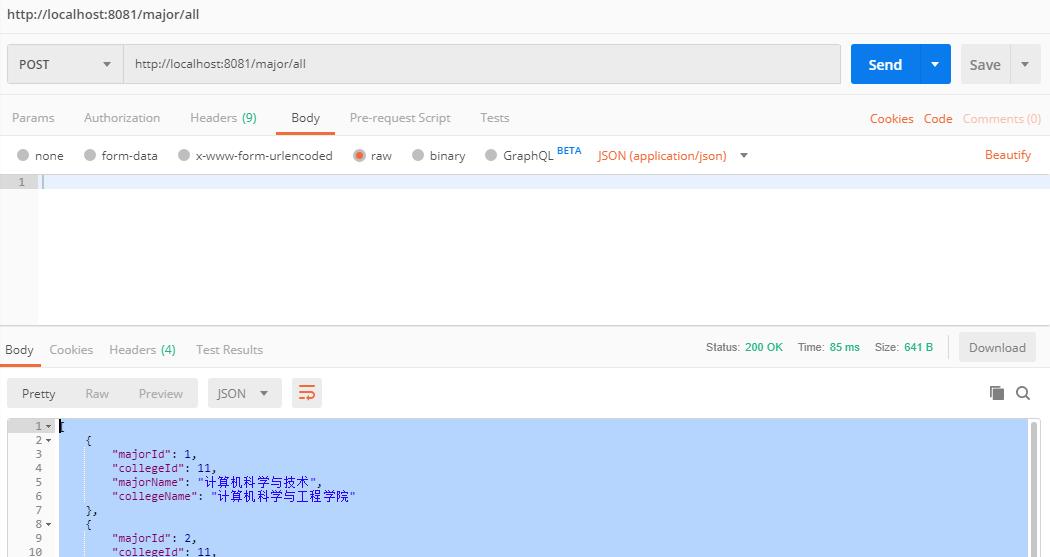 http://localhost:8081/major/all
POST http://localhost:8081/major/all Send Save
Params Authorization Headers (9) Body Pre-request Script Tests Cookies Code Comments (0)
none form-data x-www-form-urlencoded raw binary GraphQL BETA JSON (application/json) Beautify
1
Body Cookies Headers (4) Test Results Status: 200 OK Time: 85 ms Size: 641 B Download
Pretty Raw Preview JSON
1 [
2 {
3 "majorId": 1,
4 "collegeId": 11,
5 "majorName": "计算机科学与技术",
6 "collegeName": "计算机科学与工程学院"
7 },
8 {
9 "majorId": 2,
10 "collegeId": 11,